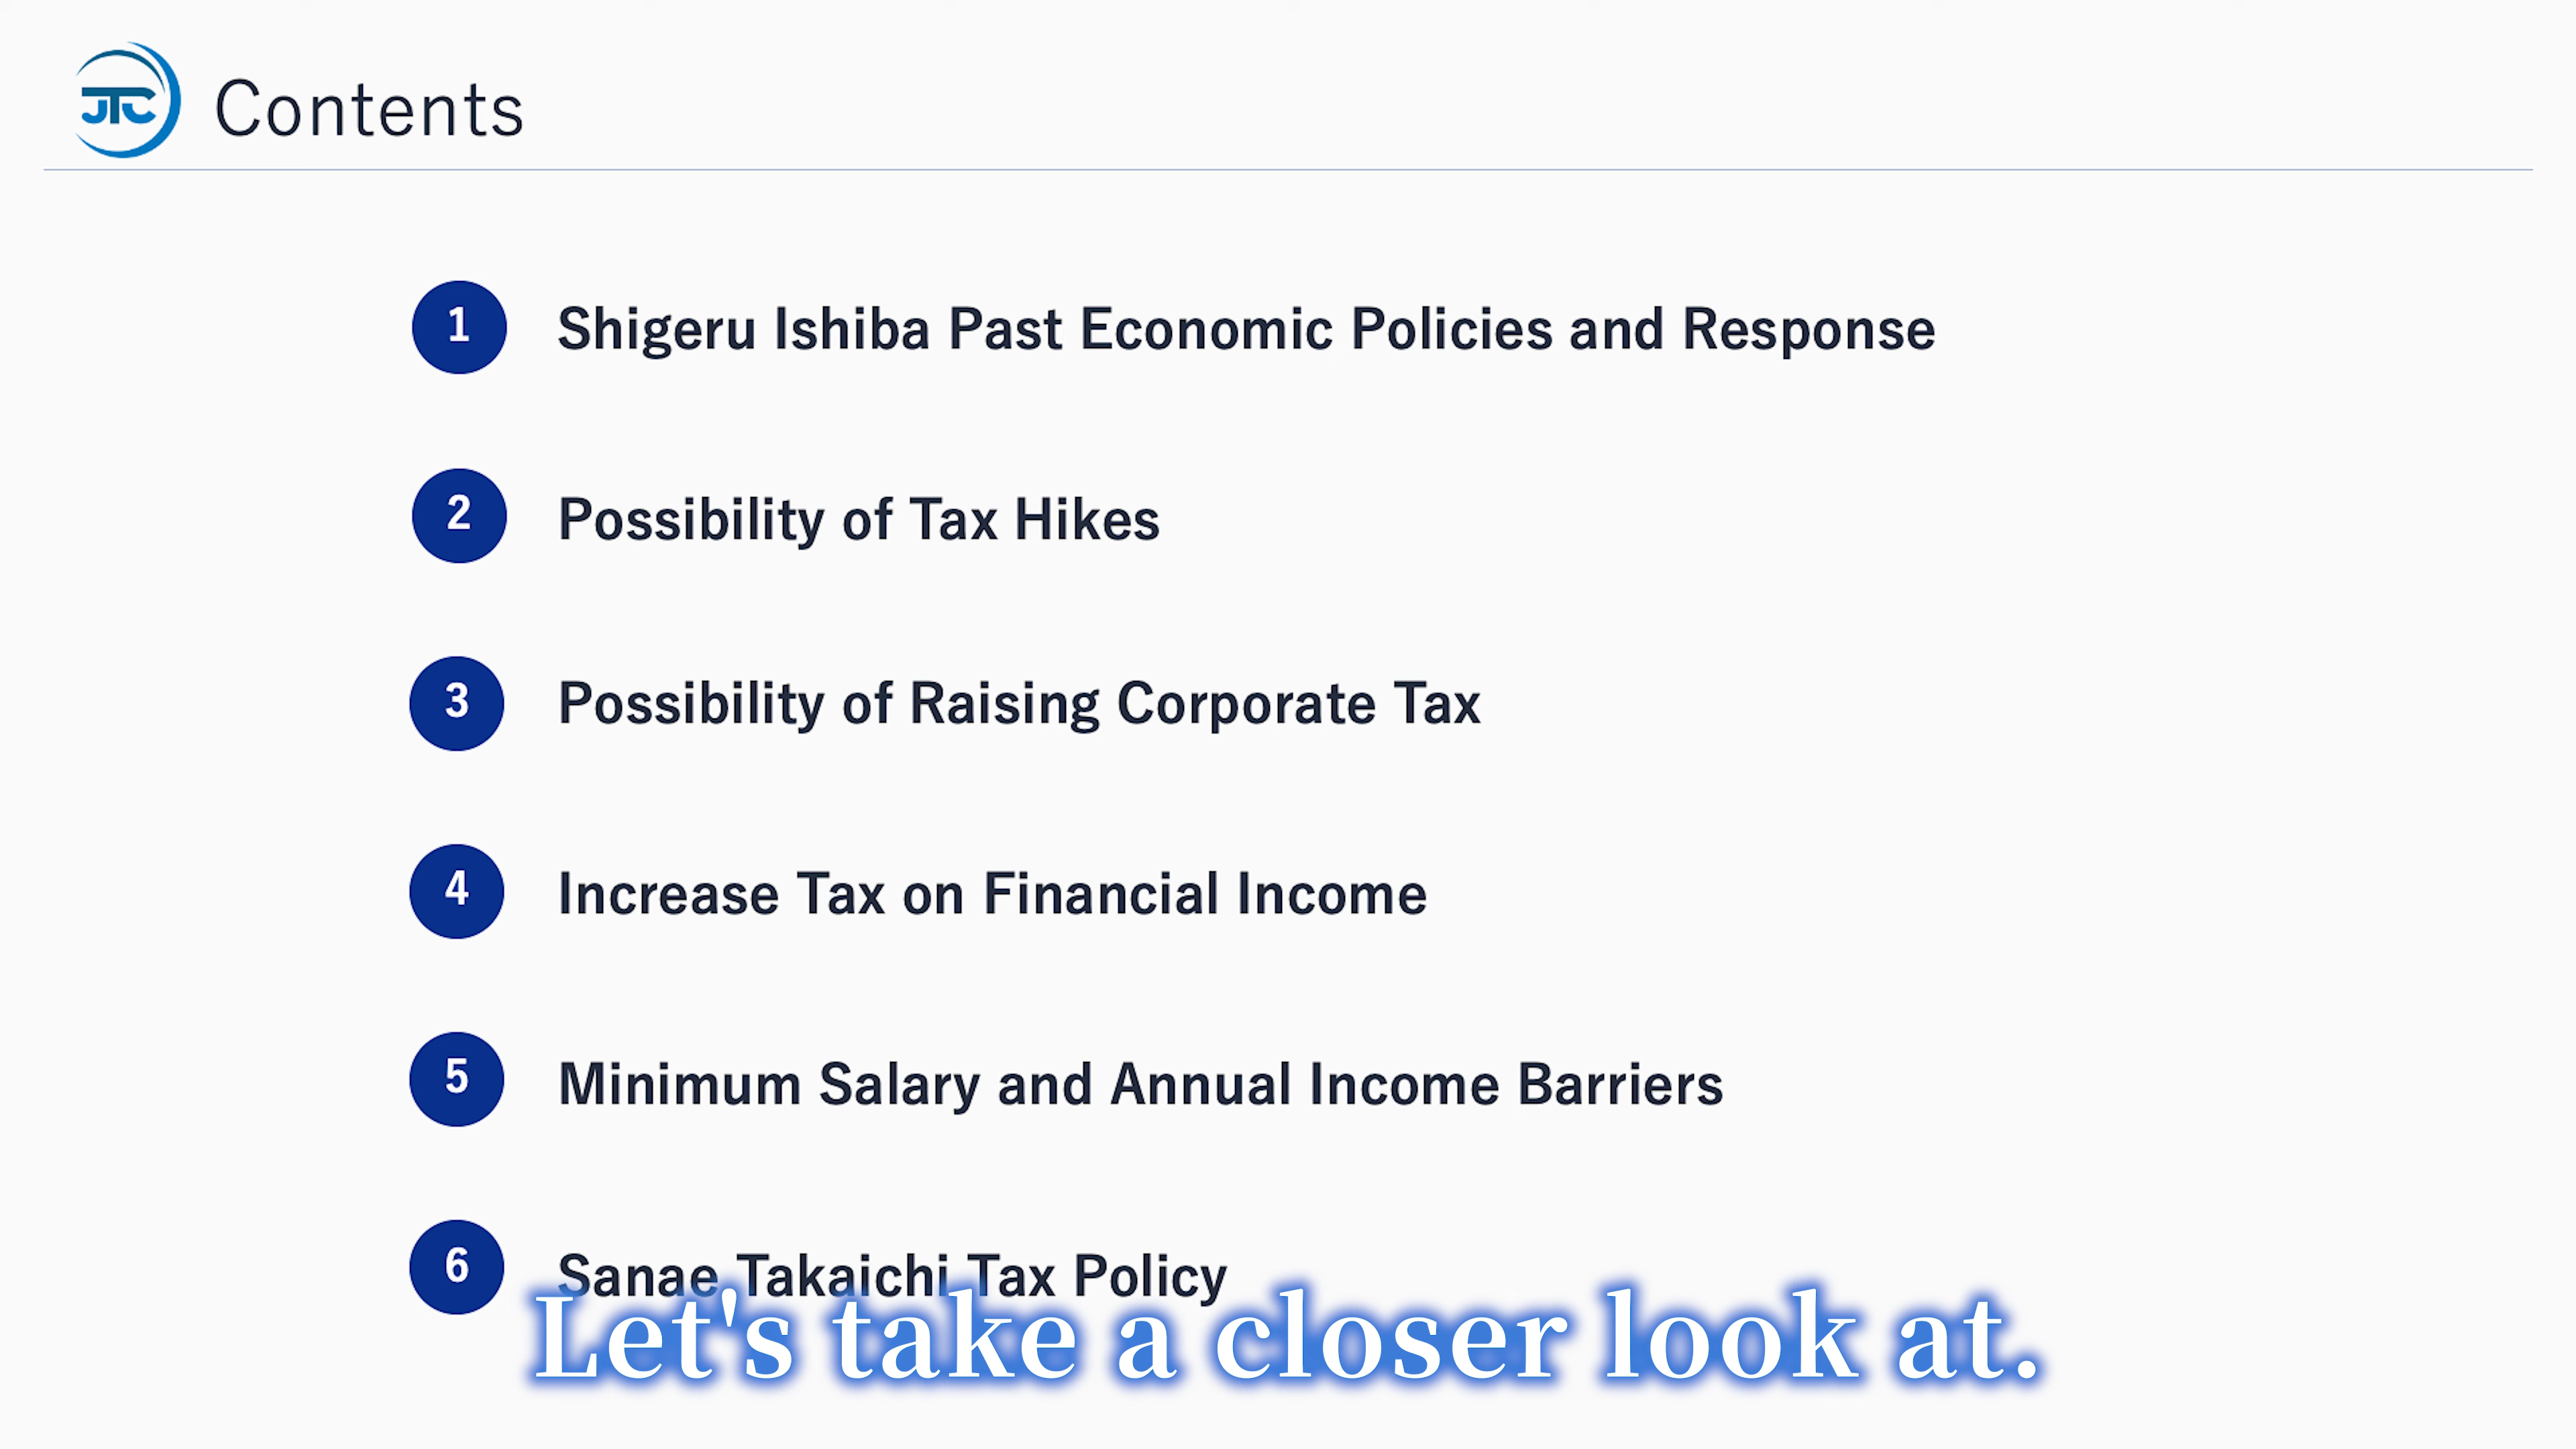 JTC
Contents
1 Shigeru Ishiba Past Economic Policies and Response
2 Possibility of Tax Hikes
3 Possibility of Raising Corporate Tax
4 Increase Tax on Financial Income
5 Minimum Salary and Annual Income Barriers
6 Sanae Takaichi Tax Policy
Let's take a closer look at.